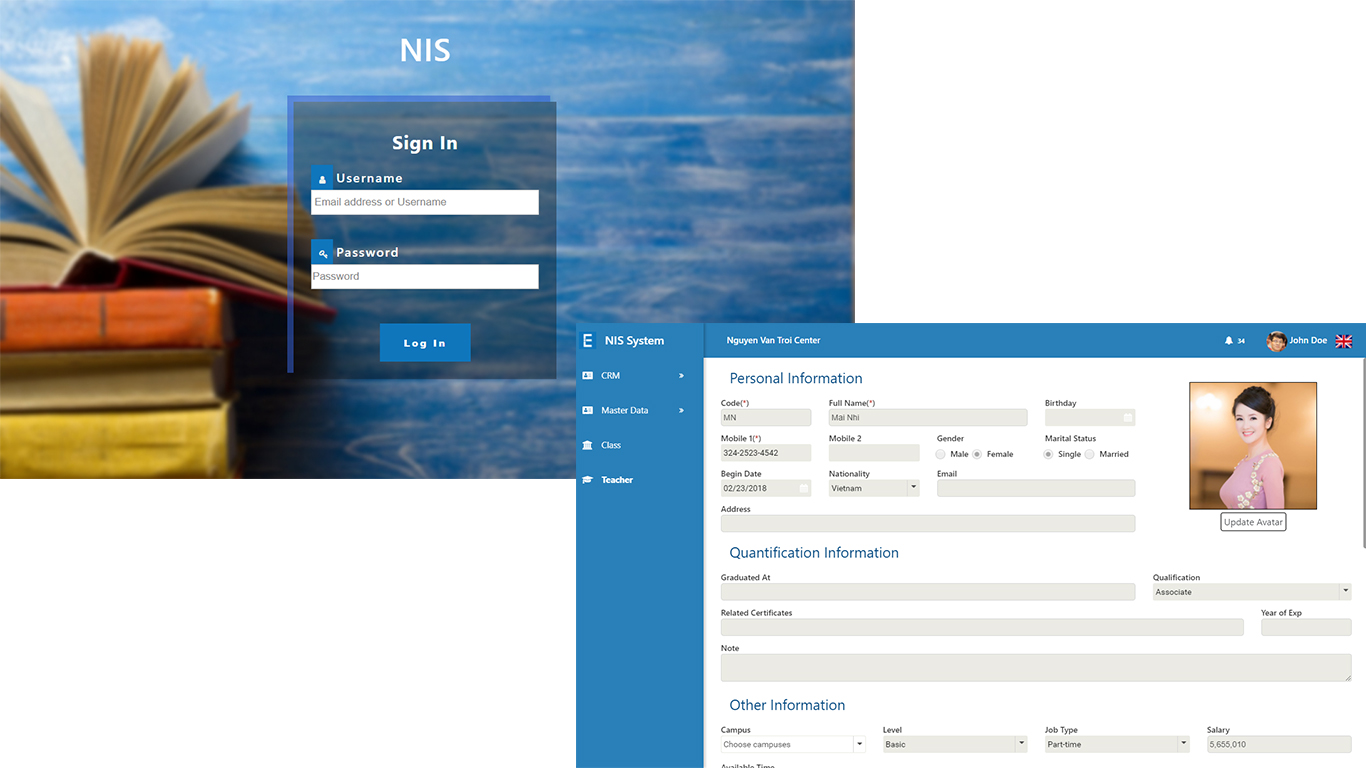 NIS
Sign In
Username
Email address or Username
Password
Password
Log In
NIS System
Nguyen Van Troi Center
34
John Doe
CRM
Master Data
Class
Teacher
Personal Information
Code(*)
Full Name(*)
Birthday
MN
Mai Nhi
Mobile 1(*)
Mobile 2
Gender
Marital Status
324-2523-4542
Male
Female
Single
Married
Begin Date
Nationality
Email
02/23/2018
Vietnam
Address
Update Avatar
Quantification Information
Graduated At
Qualification
Associate
Related Certificates
Year of Exp
Note
Other Information
Campus
Level
Job Type
Salary
Choose campuses
Basic
Part-time
5,655,010
Available Time